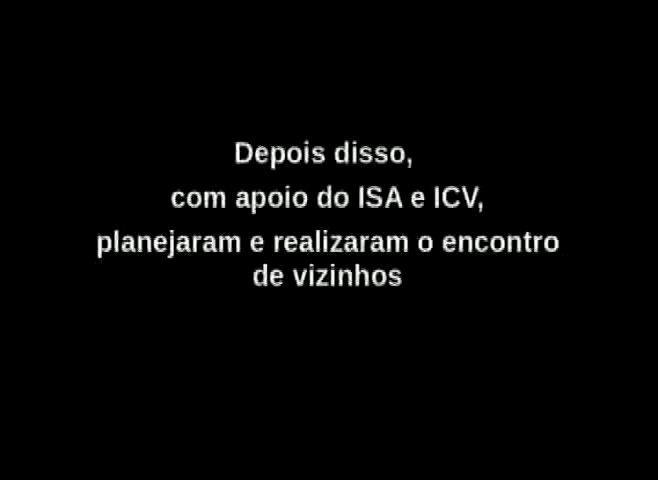 Depois disso,
com apoio do ISA e ICV,
planejaram e realizaram o encontro
de vizinhos